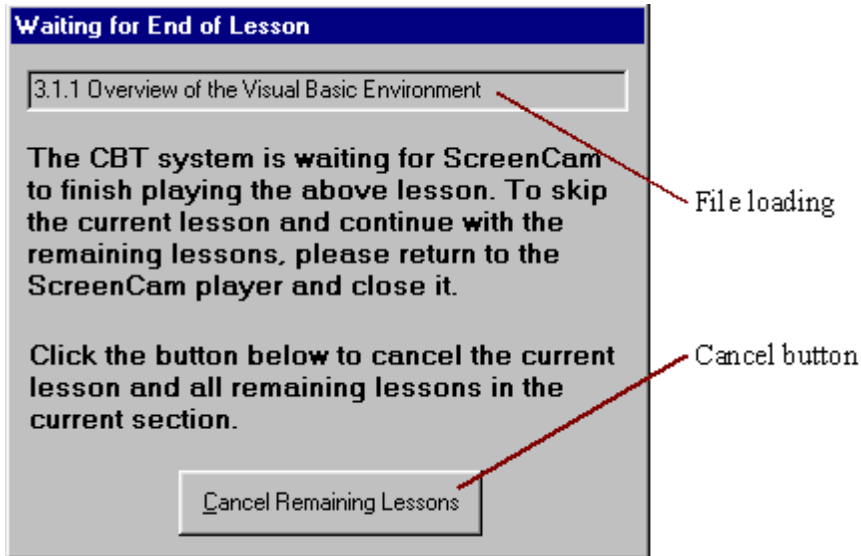 Waiting for End of Lesson
3.1.1 Overview of the Visual Basic Environment
The CBT system is waiting for ScreenCam
to finish playing the above lesson. To skip
the current lesson and continue with the
remaining lessons, please return to the
ScreenCam player and close it.
File loading
Click the button below to cancel the current
lesson and all remaining lessons in the
current section.
Cancel button
Cancel Remaining Lessons